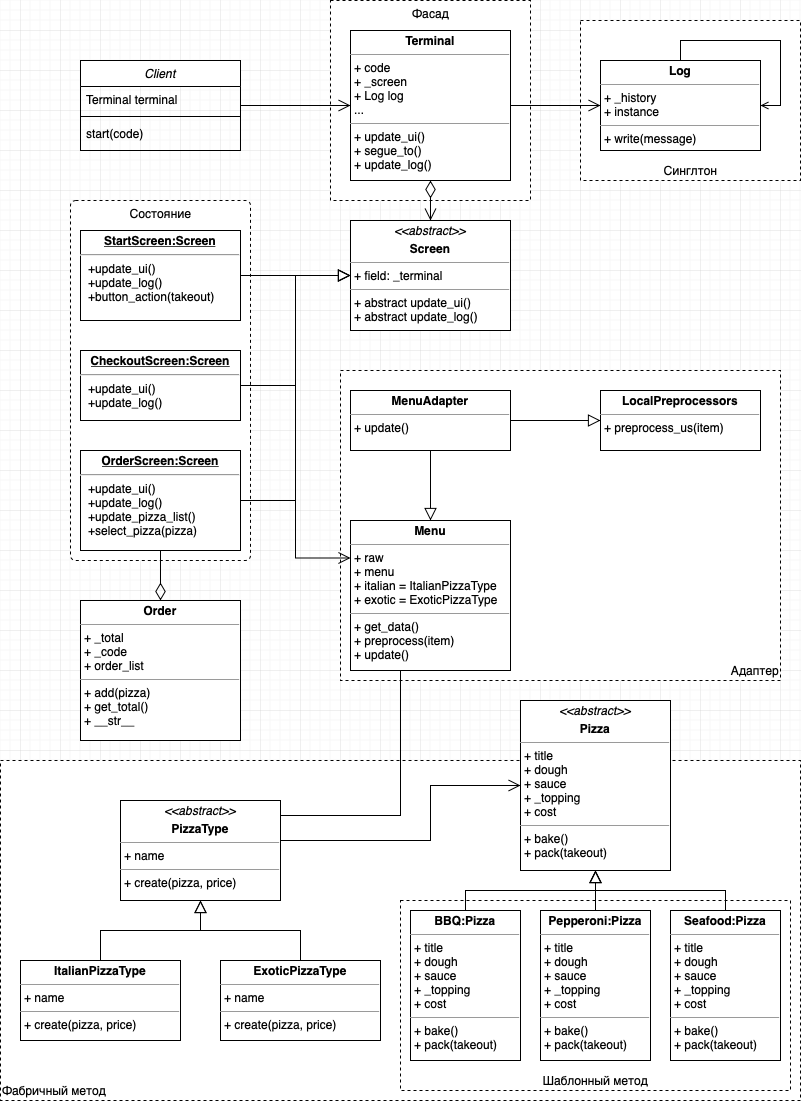 Фасад
Terminal
+ code
+ _screen
+ Log log
...
+ update_ui()
+ segue_to()
+ update_log()
Client
Terminal terminal
start(code)
Log
+ _history
+ instance
+ write(message)
Синглтон
Состояние
StartScreen:Screen
+update_ui()
+update_log()
+button_action(takeout)
<<abstract>>
Screen
+ field: _terminal
+ abstract update_ui()
+ abstract update_log()
CheckoutScreen:Screen
+update_ui()
+update_log()
OrderScreen:Screen
+update_ui()
+update_log()
+update_pizza_list()
+select_pizza(pizza)
MenuAdapter
+ update()
LocalPreprocessors
+ preprocess_us(item)
Menu
+ raw
+ menu
+ italian = ItalianPizzaType
+ exotic = ExoticPizzaType
+ get_data()
+ preprocess(item)
+ update()
Адаптер
Order
+ _total
+ _code
+ order_list
+ add(pizza)
+ get_total()
+ __str__
<<abstract>>
Pizza
+ title
+ dough
+ sauce
+ _topping
+ cost
+ bake()
+ pack(takeout)
<<abstract>>
PizzaType
+ name
+ create(pizza, price)
ItalianPizzaType
+ name
+ create(pizza, price)
ExoticPizzaType
+ name
+ create(pizza, price)
BBQ:Pizza
+ title
+ dough
+ sauce
+ _topping
+ cost
+ bake()
+ pack(takeout)
Pepperoni:Pizza
+ title
+ dough
+ sauce
+ _topping
+ cost
+ bake()
+ pack(takeout)
Seafood:Pizza
+ title
+ dough
+ sauce
+ _topping
+ cost
+ bake()
+ pack(takeout)
Шаблонный метод
Фабричный метод